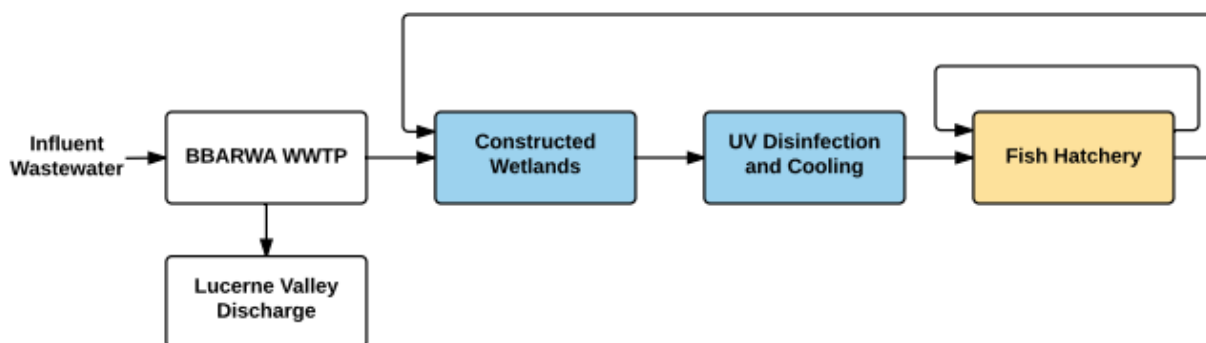 Influent
Wastewater
BBARWA WWTP
Constructed
Wetlands
UV Disinfection
and Cooling
Fish Hatchery
Lucerne Valley
Discharge